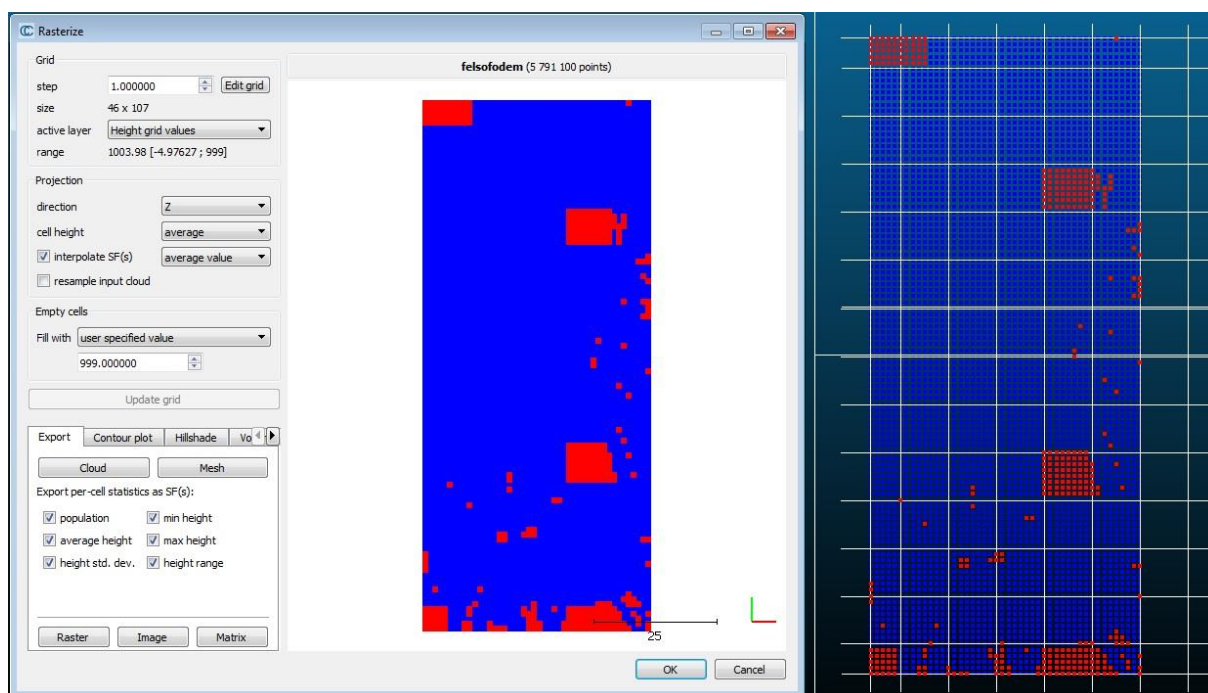 Rasterize
Grid
step 1.000000 Edit grid
size 46 x 107
active layer Height grid values
range 1003.98 [-4.97627 ; 999]
Projection
direction Z
cell height average
interpolate SF(s) average value
resample input cloud
Empty cells
Fill with user specified value
999.000000
Update grid
Export Contour plot Hillshade Vo
Cloud Mesh
Export per-cell statistics as SF(s):
population min height
average height max height
height std. dev. height range
Raster Image Matrix
felsofodem (5 791 100 points)
25
OK Cancel